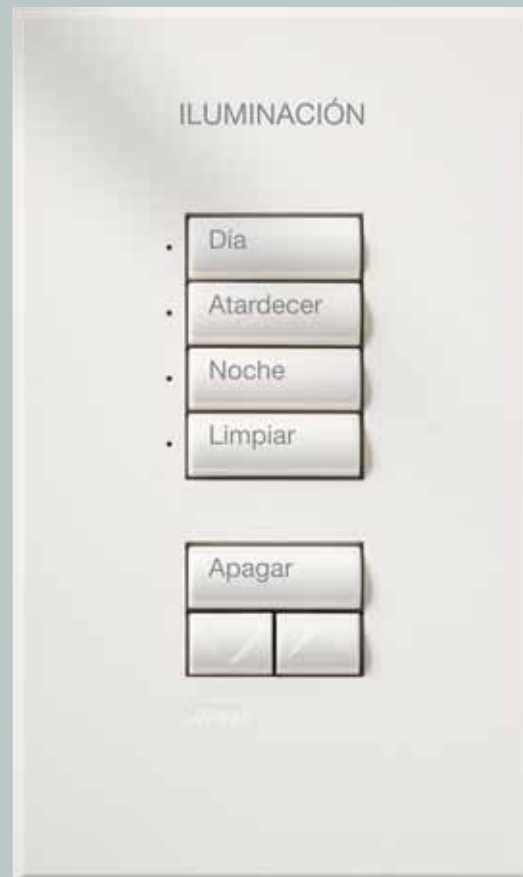 ILUMINACIÓN
Día
Atardecer
Noche
Limpiar
Apagar